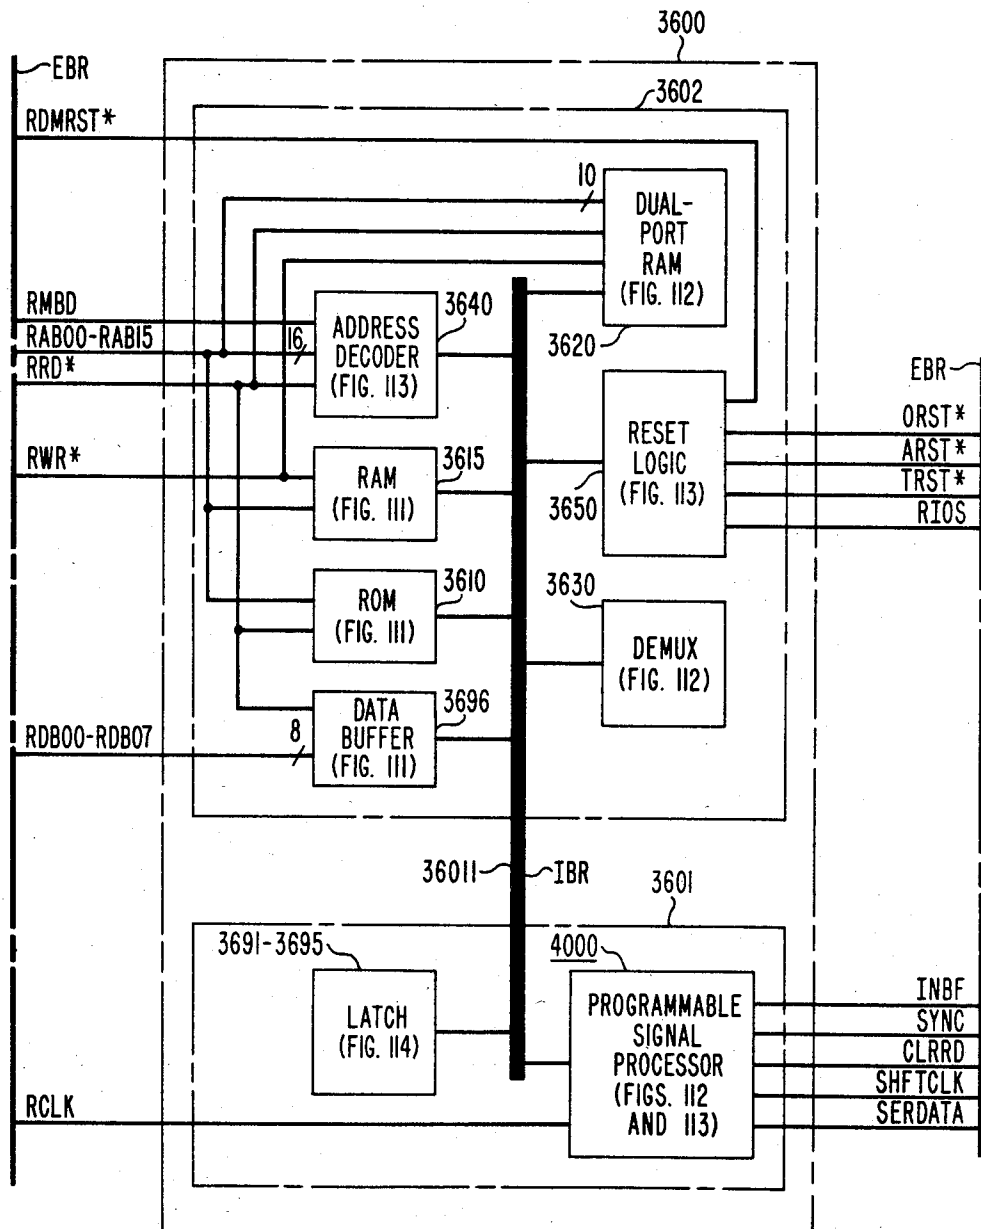 3600
EBR
3602
RDMRST*
10
DUAL-
PORT
RAM
(FIG. 112)
3620
RMBD
RAB00-RAB15
16
RRD*
ADDRESS
DECODER
(FIG. 113)
3640
EBR
RWR*
RAM
(FIG. 111)
3615
RESET
LOGIC
(FIG. 113)
3650
ORST*
ARST*
TRST*
RIOS
ROM
(FIG. 111)
3610
3630
DEMUX
(FIG. 112)
RDB00-RDB07
8
DATA
BUFFER
(FIG. 111)
3696
36011
IBR
3601
3691-3695
LATCH
(FIG. 114)
4000
PROGRAMMABLE
SIGNAL
PROCESSOR
(FIGS. 112
AND 113)
INBF
SYNC
CLRRD
SHFTCLK
SERDATA
RCLK